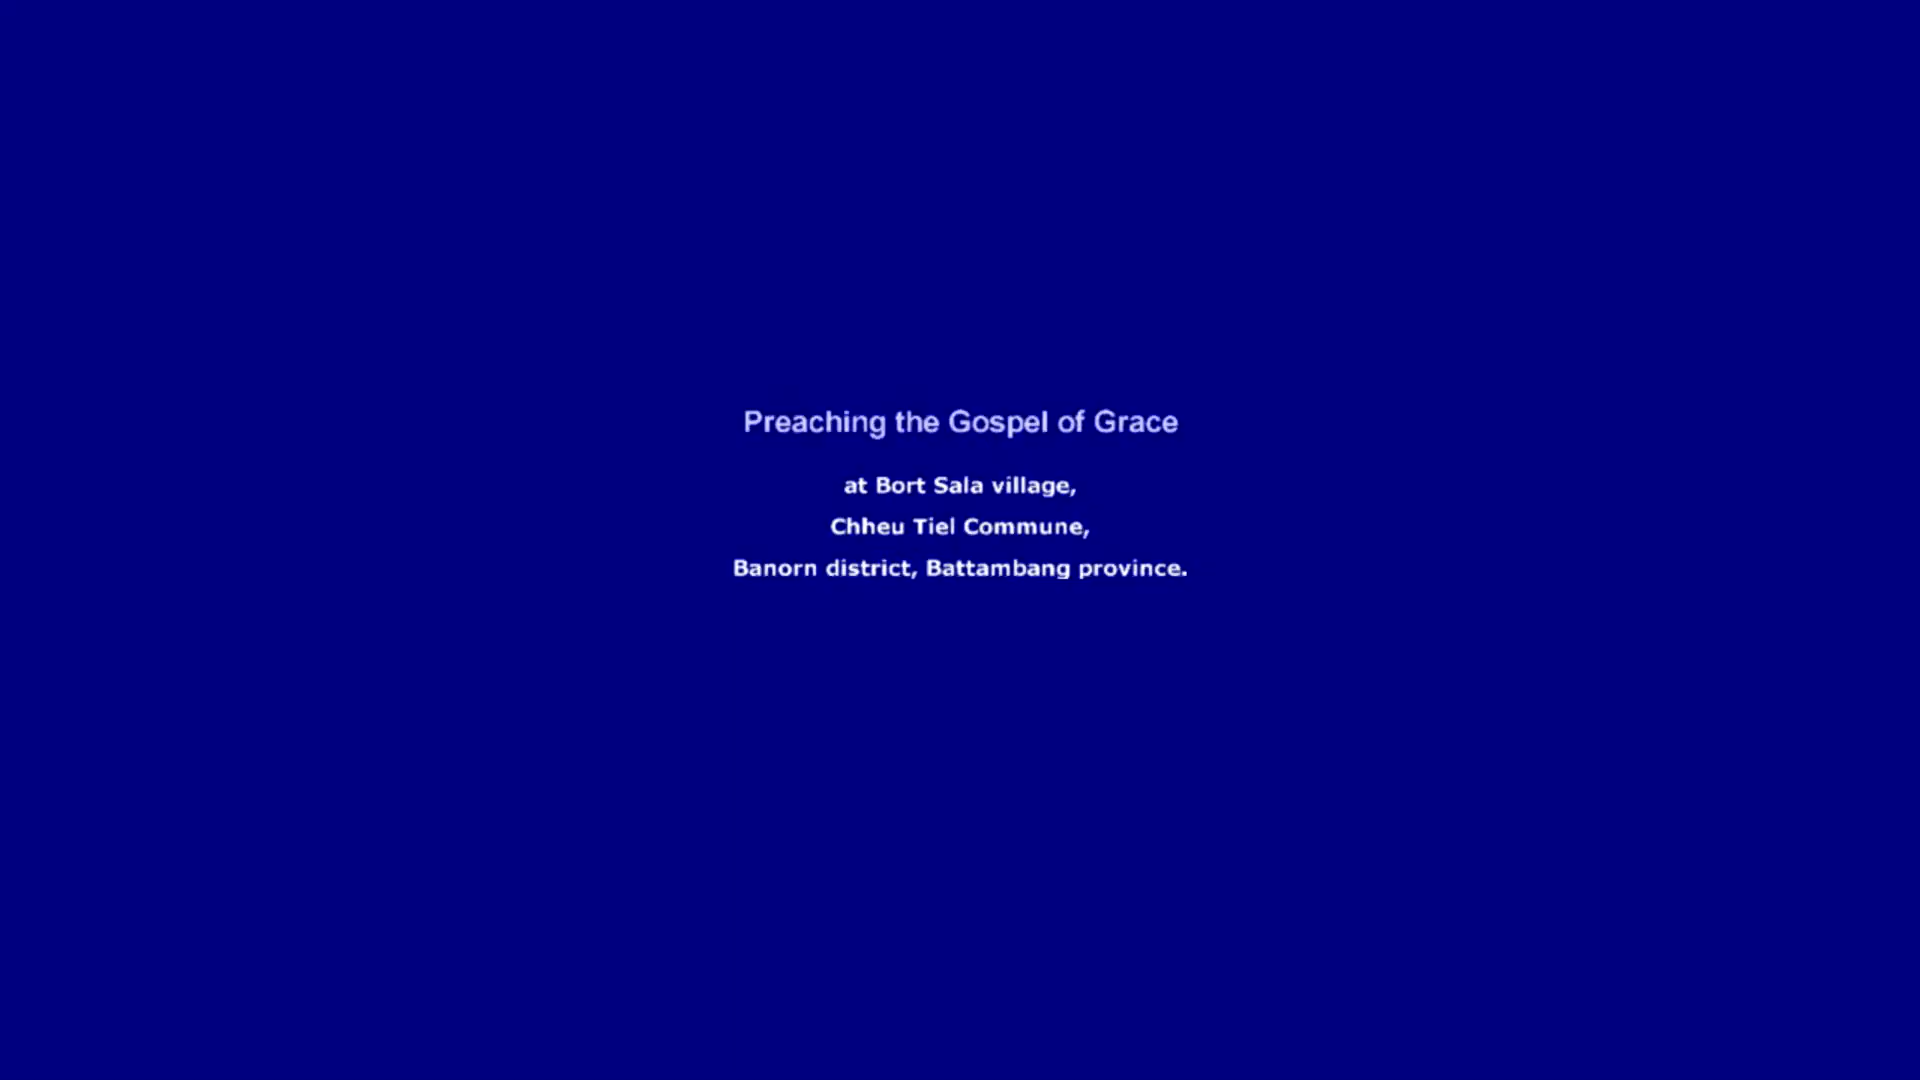 Preaching the Gospel of Grace
at Bort Sala village,
Chheu Tiel Commune,
Banorn district, Battambang province.